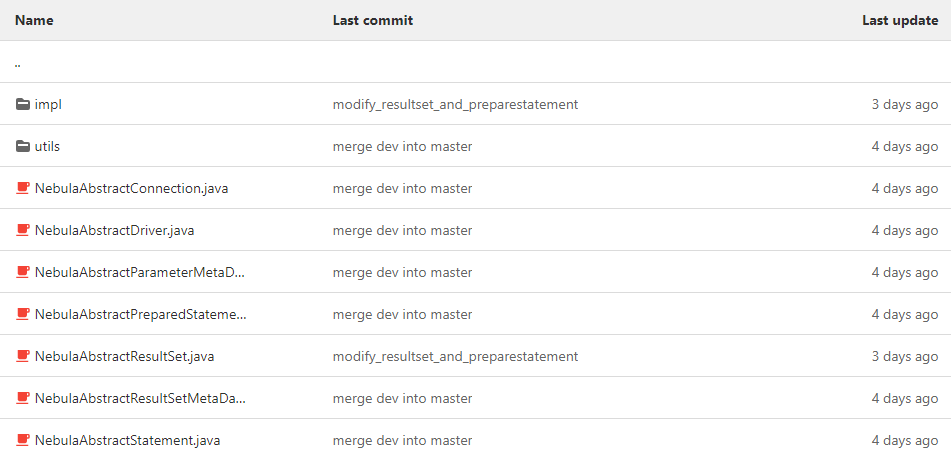 Name Last commit Last update
..
impl modify_resultset_and_preparestatement 3 days ago
utils merge dev into master 4 days ago
NebulaAbstractConnection.java merge dev into master 4 days ago
NebulaAbstractDriver.java merge dev into master 4 days ago
NebulaAbstractParameterMetaD... merge dev into master 4 days ago
NebulaAbstractPreparedStateme... merge dev into master 4 days ago
NebulaAbstractResultSet.java modify_resultset_and_preparestatement 3 days ago
NebulaAbstractResultSetMetaDa... merge dev into master 4 days ago
NebulaAbstractStatement.java merge dev into master 4 days ago